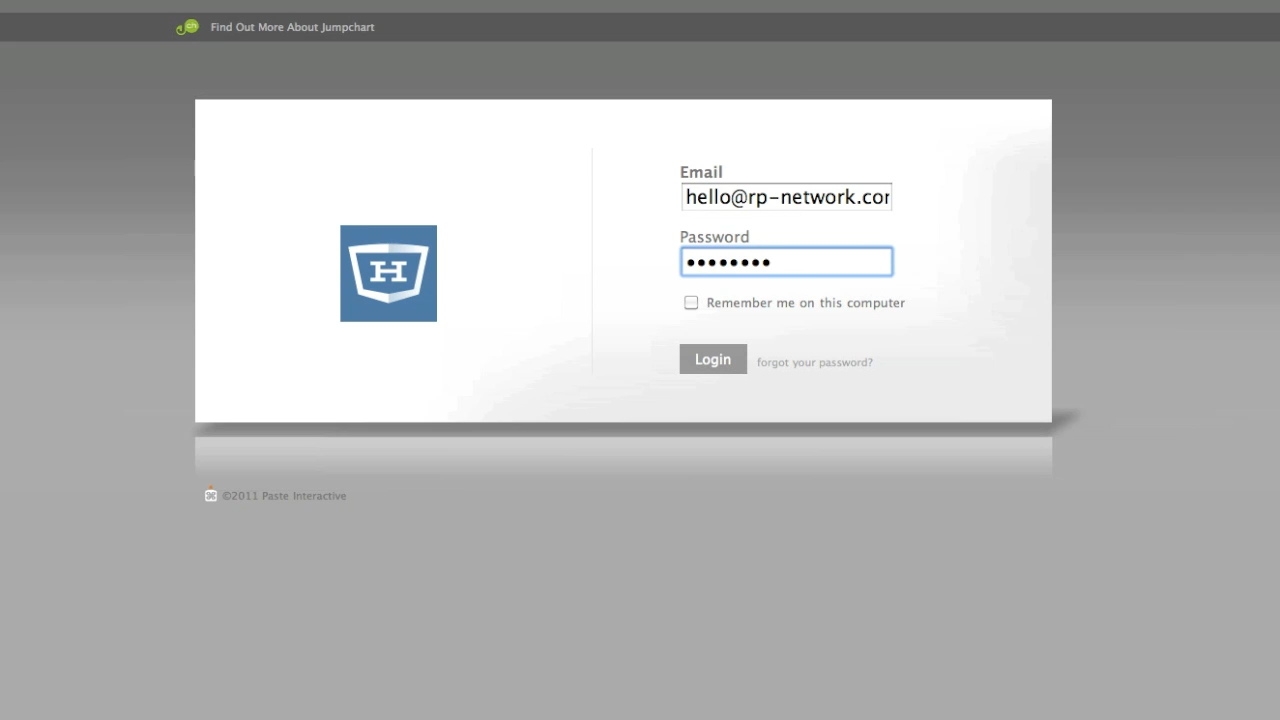 Find Out More About Jumpchart
H
Email
hello@rp-network.cor
Password
••••••••
Remember me on this computer
Login
forgot your password?
©2011 Paste Interactive